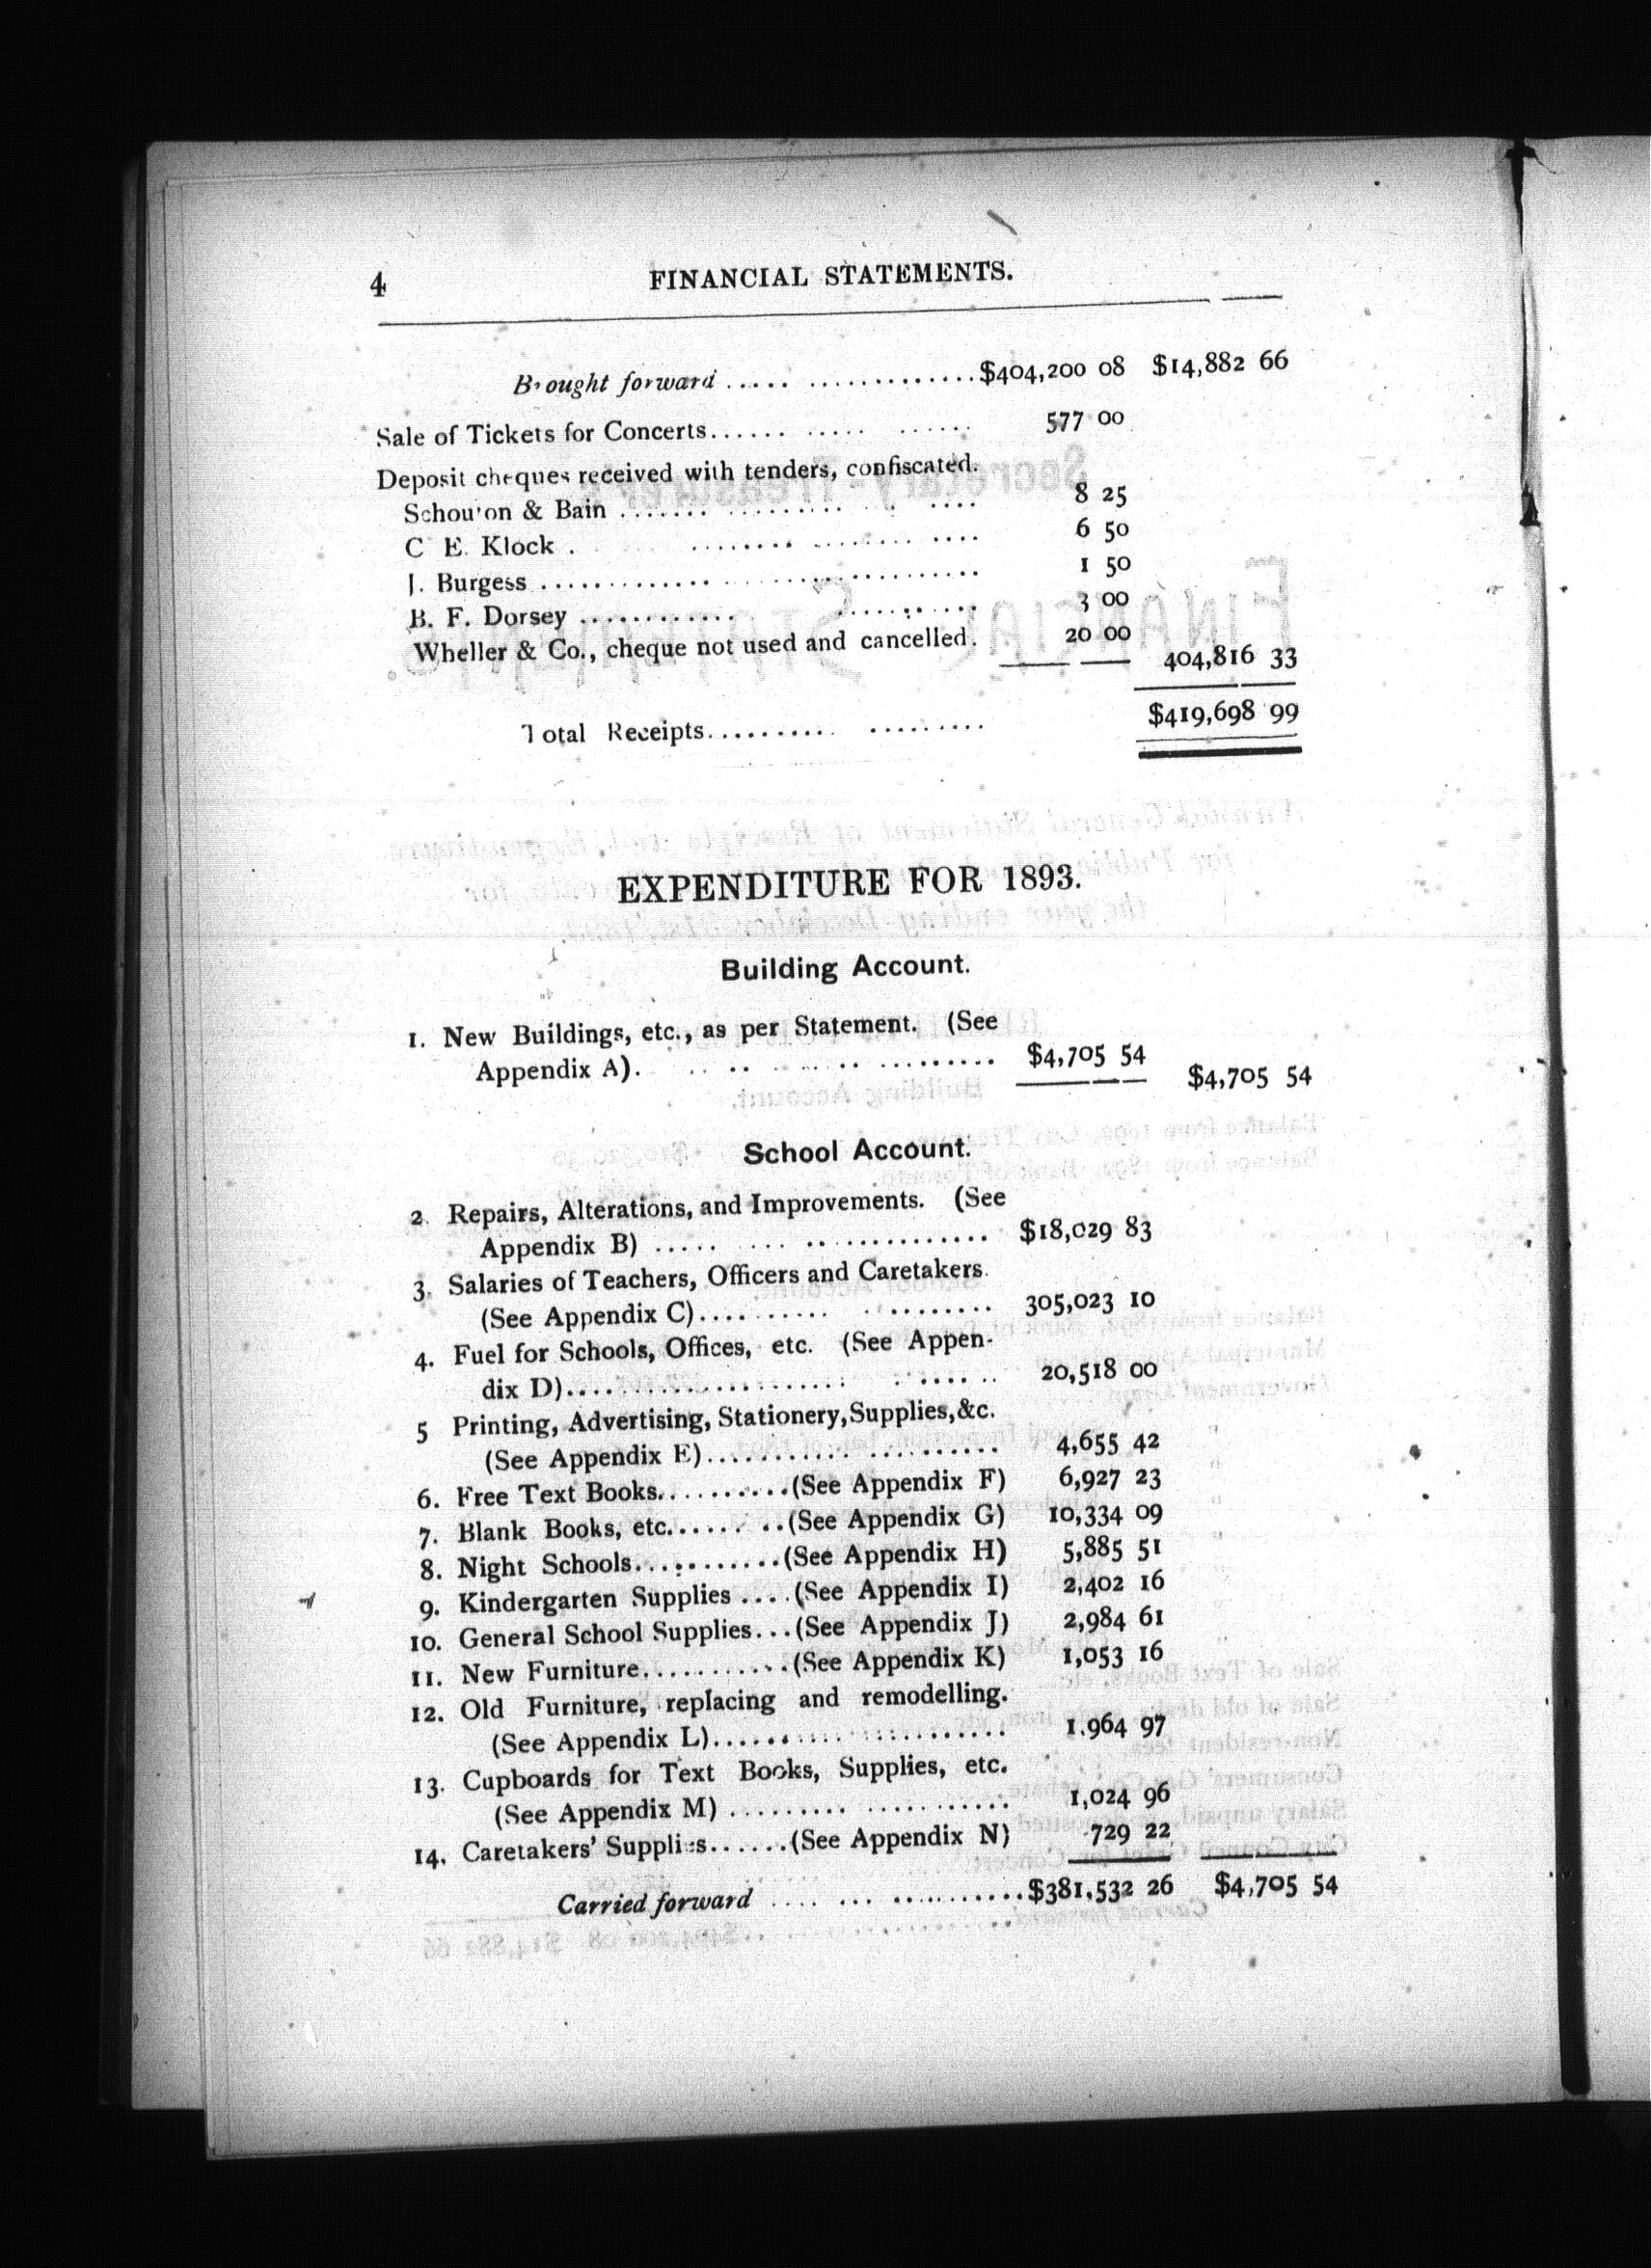 4 FINANCIAL STATEMENTS.
Brought forward ..... .............$404,200 08 $14,882 66
Sale of Tickets for Concerts...... ..... ...... 577 00
Deposit cheques received with tenders, confiscated.
Schouton & Bain ....... ......... . .... 8 25
C E. Klock . ........ ........ .... 6 50
J. Burgess ............. ............... 1 50
B. F. Dorsey ............ .......... 3 00
Wheller & Co., cheque not used and cancelled. 20 00
404,816 33
Total Receipts.......... ......... $419,698 99
EXPENDITURE FOR 1893.
Building Account.
1. New Buildings, etc., as per Statement. (See
Appendix A). .. .. ... .. ......... $4,705 54
$4,705 54
School Account.
2. Repairs, Alterations, and Improvements. (See
Appendix B) ..... ... .. ............. $18,029 83
3. Salaries of Teachers, Officers and Caretakers.
(See Appendix C).......... ......... 305,023 10
4. Fuel for Schools, Offices, etc. (See Appen-
dix D)..................... . ..... .. 20,518 00
5 Printing, Advertising, Stationery, Supplies, &c.
(See Appendix E)............ .......... 4,655 42
6. Free Text Books..........(See Appendix F) 6,927 23
7. Blank Books, etc...... ..(See Appendix G) 10,334 09
8. Night Schools...........(See Appendix H) 5,885 51
9. Kindergarten Supplies ....(See Appendix I) 2,402 16
10. General School Supplies...(See Appendix J) 2,984 61
11. New Furniture...........(See Appendix K) 1,053 16
12. Old Furniture, replacing and remodelling.
(See Appendix L)...................... 1,964 97
13. Cupboards for Text Books, Supplies, etc.
(See Appendix M) ......... ........... 1,024 96
14. Caretakers' Supplies......(See Appendix N) 729 22
Carried forward .... ... ...........$381,532 26 $4,705 54